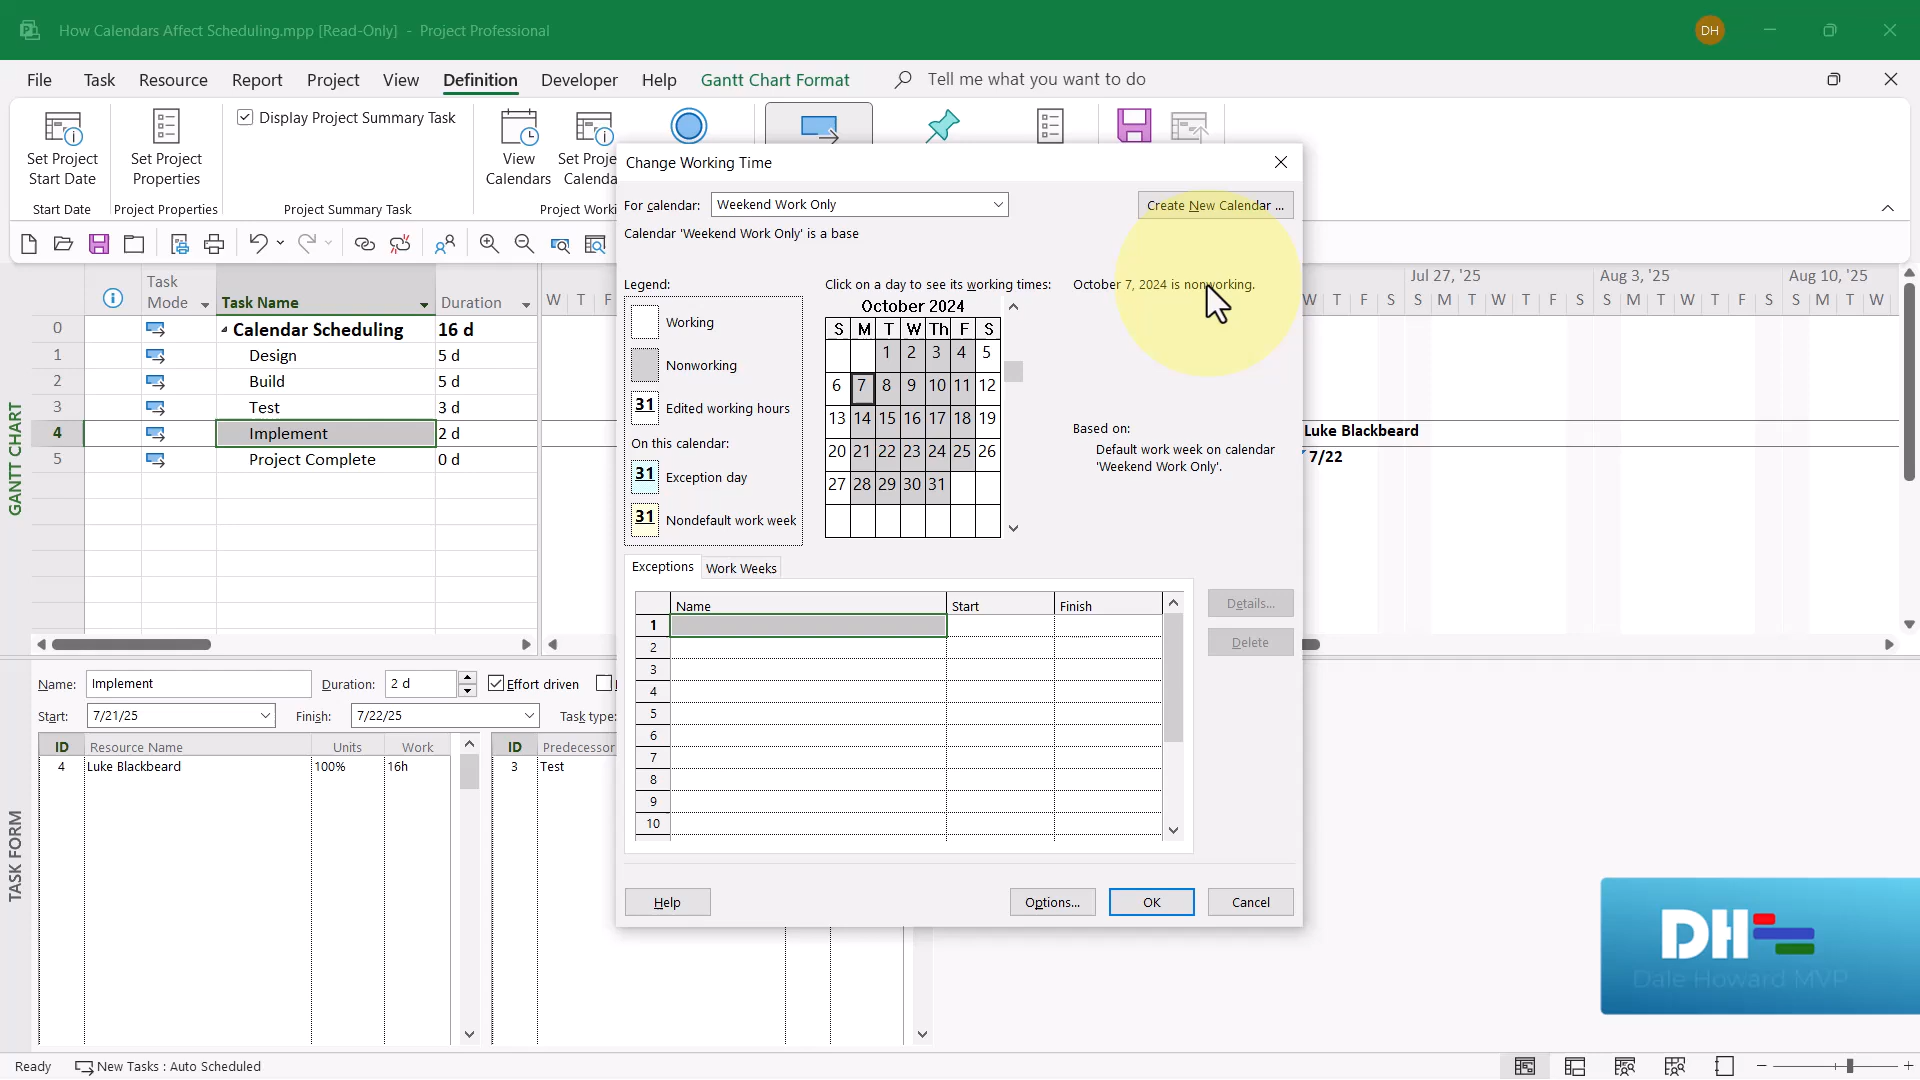 How Calendars Affect Scheduling.mpp [Read-Only] - Project Professional
DH
File Task Resource Report Project View Definition Developer Help Gantt Chart Format Tell me what you want to do
Set Project Start Date
Start Date
Set Project Properties
Project Properties
Display Project Summary Task
Project Summary Task
View Calendars
Set Proje
Calenda
Project Worki
Task Mode
Task Name
Duration
W T F
0 Calendar Scheduling 16 d
1 Design 5 d
2 Build 5 d
3 Test 3 d
4 Implement 2 d
5 Project Complete 0 d
GANTT CHART
Jul 27, '25 Aug 3, '25 Aug 10, '25
W T F S S M T W T F S S M T W T F S S M T W
Luke Blackbeard
7/22
Change Working Time
For calendar: Weekend Work Only
Create New Calendar ...
Calendar 'Weekend Work Only' is a base
Legend:
Working
Nonworking
31 Edited working hours
On this calendar:
31 Exception day
31 Nondefault work week
Click on a day to see its working times:
October 2024
S M T W Th F S
1 2 3 4 5
6 7 8 9 10 11 12
13 14 15 16 17 18 19
20 21 22 23 24 25 26
27 28 29 30 31
October 7, 2024 is nonworking.
Based on:
Default work week on calendar
'Weekend Work Only'.
Exceptions Work Weeks
Name Start Finish
1
2
3
4
5
6
7
8
9
10
Details...
Delete
Help Options... OK Cancel
TASK FORM
Name: Implement Duration: 2 d Effort driven
Start: 7/21/25 Finish: 7/22/25 Task type:
ID Resource Name Units Work
4 Luke Blackbeard 100% 16h
ID Predecessor
3 Test
DH
Dale Howard MVP
Ready New Tasks : Auto Scheduled